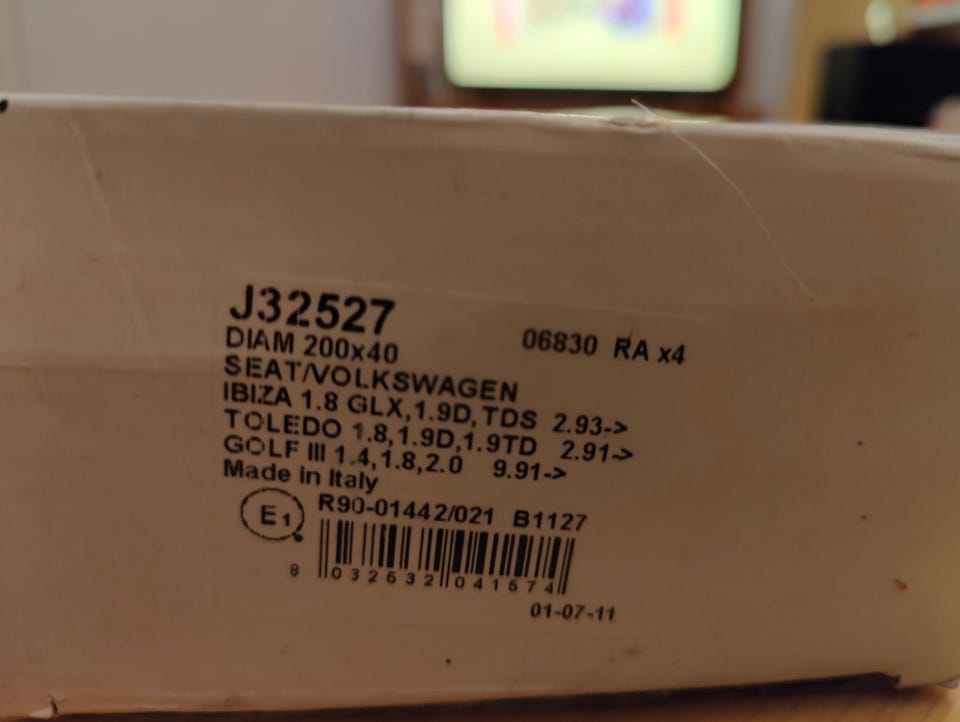 J32527
DIAM 200x40 06830 RA x4
SEAT/VOLKSWAGEN
IBIZA 1.8 GLX,1.9D,TDS 2.93->
TOLEDO 1.8,1.9D,1.9TD 2.91->
GOLF III 1.4,1.8,2.0 9.91->
Made in Italy
E1 R90-01442/021 B1127
8 032532 041574
01-07-11